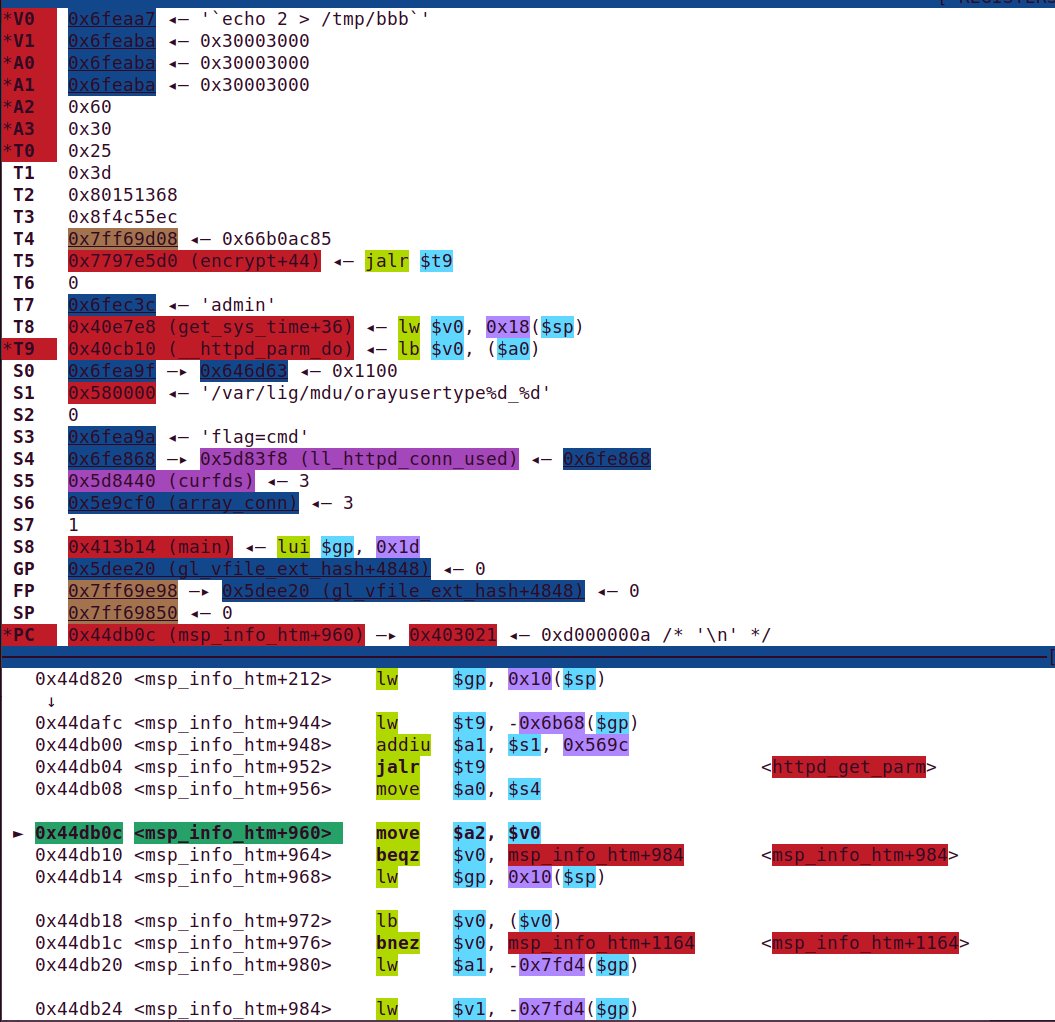 *V0 0x6feaa7 ◂— '`echo 2 > /tmp/bbb`'
*V1 0x6feaba ◂— 0x30003000
*A0 0x6feaba ◂— 0x30003000
*A1 0x6feaba ◂— 0x30003000
*A2 0x60
*A3 0x30
*T0 0x25
T1 0x3d
T2 0x80151368
T3 0x8f4c55ec
T4 0x7ff69d08 ◂— 0x66b0ac85
T5 0x7797e5d0 (encrypt+44) ◂— jalr $t9
T6 0
T7 0x6fec3c ◂— 'admin'
T8 0x40e7e8 (get_sys_time+36) ◂— lw $v0, 0x18($sp)
*T9 0x40cb10 (__httpd_parm_do) ◂— lb $v0, ($a0)
S0 0x6fea9f —▸ 0x646d63 ◂— 0x1100
S1 0x580000 ◂— '/var/lig/mdu/orayusertype%d_%d'
S2 0
S3 0x6fea9a ◂— 'flag=cmd'
S4 0x6fe868 —▸ 0x5d83f8 (ll_httpd_conn_used) ◂— 0x6fe868
S5 0x5d8440 (curfds) ◂— 3
S6 0x5e9cf0 (array_conn) ◂— 3
S7 1
S8 0x413b14 (main) ◂— lui $gp, 0x1d
GP 0x5dee20 (gl_vfile_ext_hash+4848) ◂— 0
FP 0x7ff69e98 —▸ 0x5dee20 (gl_vfile_ext_hash+4848) ◂— 0
SP 0x7ff69850 ◂— 0
*PC 0x44db0c (msp_info_htm+960) —▸ 0x403021 ◂— 0xd000000a /* '\n' */
0x44d820 <msp_info_htm+212> lw $gp, 0x10($sp)
↓
0x44dafc <msp_info_htm+944> lw $t9, -0x6b68($gp)
0x44db00 <msp_info_htm+948> addiu $a1, $s1, 0x569c
0x44db04 <msp_info_htm+952> jalr $t9 <httpd_get_parm>
0x44db08 <msp_info_htm+956> move $a0, $s4
► 0x44db0c <msp_info_htm+960> move $a2, $v0
0x44db10 <msp_info_htm+964> beqz $v0, msp_info_htm+984 <msp_info_htm+984>
0x44db14 <msp_info_htm+968> lw $gp, 0x10($sp)
0x44db18 <msp_info_htm+972> lb $v0, ($v0)
0x44db1c <msp_info_htm+976> bnez $v0, msp_info_htm+1164 <msp_info_htm+1164>
0x44db20 <msp_info_htm+980> lw $a1, -0x7fd4($gp)
0x44db24 <msp_info_htm+984> lw $v1, -0x7fd4($gp)